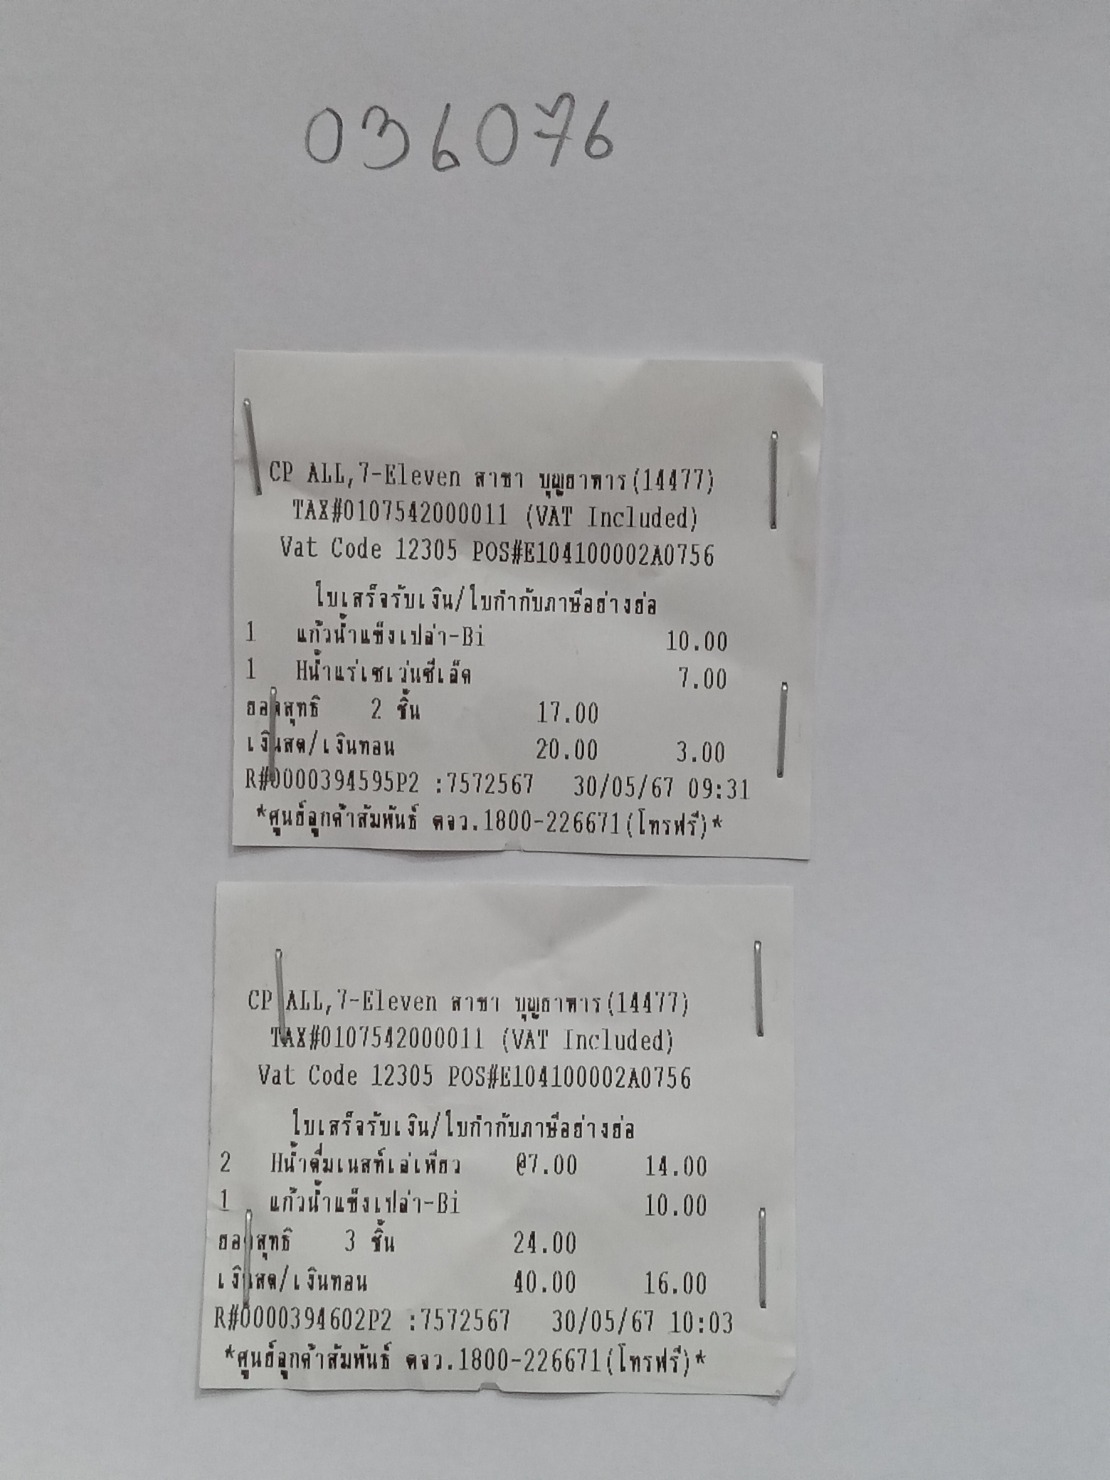 036076
CP ALL,7-Eleven สาขา บุญธาหาร(14477)
TAX#0107542000011 (VAT Included)
Vat Code 12305 POS#E104100002A0756
ใบเสร็จรับเงิน/ใบกำกับภาษีอย่างย่อ
1 แก้วน้ำแข็งเปล่า-Bi 10.00
1 Hน้ำแร่เซเว่นซีเล็ค 7.00
ยอดสุทธิ 2 ชิ้น 17.00
เงินสด/เงินทอน 20.00 3.00
R#0000394595P2 :7572567 30/05/67 09:31
*ศูนย์ลูกค้าสัมพันธ์ ตจว.1800-226671(โทรฟรี)*
CP ALL,7-Eleven สาขา บุญธาหาร(14477)
TAX#0107542000011 (VAT Included)
Vat Code 12305 POS#E104100002A0756
ใบเสร็จรับเงิน/ใบกำกับภาษีอย่างย่อ
2 Hน้ำดื่มเนสท์เล่เพียว @7.00 14.00
1 แก้วน้ำแข็งเปล่า-Bi 10.00
ยอดสุทธิ 3 ชิ้น 24.00
เงินสด/เงินทอน 40.00 16.00
R#0000394602P2 :7572567 30/05/67 10:03
*ศูนย์ลูกค้าสัมพันธ์ ตจว.1800-226671(โทรฟรี)*